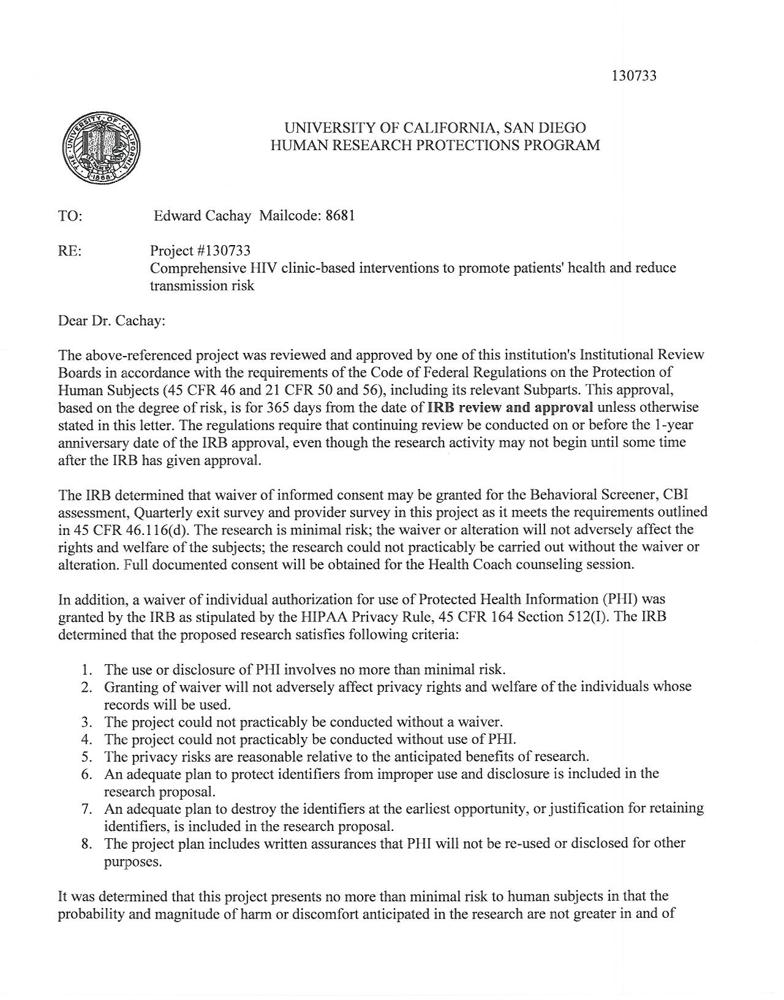 130733
THE UNIVERSITY OF CALIFORNIA
LET THERE BE LIGHT
1868
UNIVERSITY OF CALIFORNIA, SAN DIEGO
HUMAN RESEARCH PROTECTIONS PROGRAM
TO: Edward Cachay Mailcode: 8681
RE: Project #130733
Comprehensive HIV clinic-based interventions to promote patients' health and reduce
transmission risk
Dear Dr. Cachay:
The above-referenced project was reviewed and approved by one of this institution's Institutional Review
Boards in accordance with the requirements of the Code of Federal Regulations on the Protection of
Human Subjects (45 CFR 46 and 21 CFR 50 and 56), including its relevant Subparts. This approval,
based on the degree of risk, is for 365 days from the date of IRB review and approval unless otherwise
stated in this letter. The regulations require that continuing review be conducted on or before the 1-year
anniversary date of the IRB approval, even though the research activity may not begin until some time
after the IRB has given approval.
The IRB determined that waiver of informed consent may be granted for the Behavioral Screener, CBI
assessment, Quarterly exit survey and provider survey in this project as it meets the requirements outlined
in 45 CFR 46.116(d). The research is minimal risk; the waiver or alteration will not adversely affect the
rights and welfare of the subjects; the research could not practicably be carried out without the waiver or
alteration. Full documented consent will be obtained for the Health Coach counseling session.
In addition, a waiver of individual authorization for use of Protected Health Information (PHI) was
granted by the IRB as stipulated by the HIPAA Privacy Rule, 45 CFR 164 Section 512(I). The IRB
determined that the proposed research satisfies following criteria:
1. The use or disclosure of PHI involves no more than minimal risk.
2. Granting of waiver will not adversely affect privacy rights and welfare of the individuals whose
records will be used.
3. The project could not practicably be conducted without a waiver.
4. The project could not practicably be conducted without use of PHI.
5. The privacy risks are reasonable relative to the anticipated benefits of research.
6. An adequate plan to protect identifiers from improper use and disclosure is included in the
research proposal.
7. An adequate plan to destroy the identifiers at the earliest opportunity, or justification for retaining
identifiers, is included in the research proposal.
8. The project plan includes written assurances that PHI will not be re-used or disclosed for other
purposes.
It was determined that this project presents no more than minimal risk to human subjects in that the
probability and magnitude of harm or discomfort anticipated in the research are not greater in and of